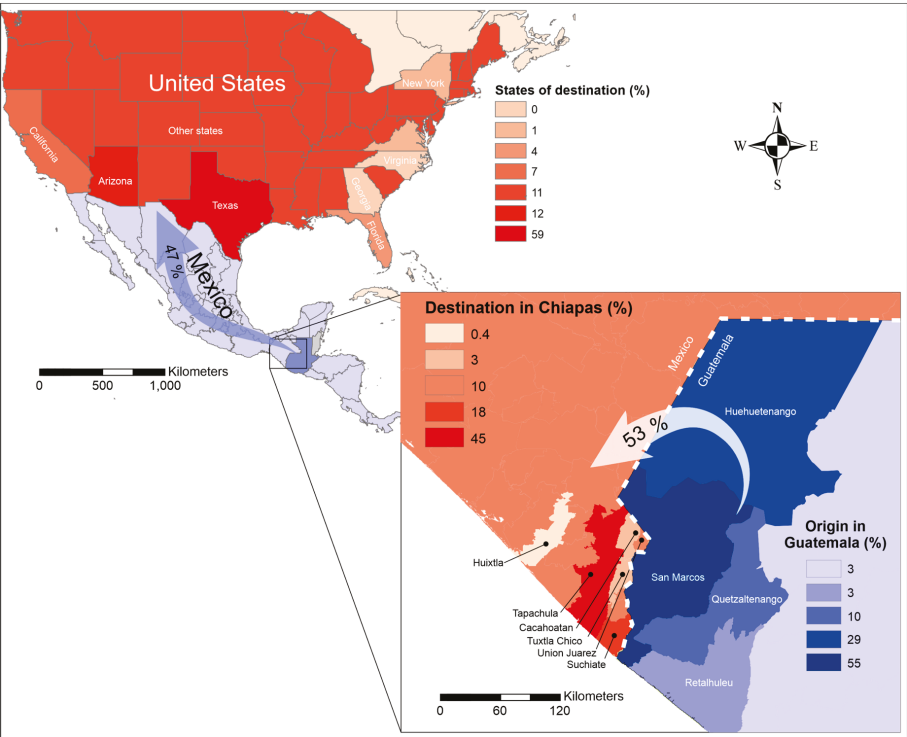 United States
New York
California
Other states
Virginia
Arizona
Georgia
Texas
Florida
47 %
Mexico
States of destination (%)
0
1
4
7
11
12
59
N
W
E
S
Kilometers
0
500
1,000
Destination in Chiapas (%)
0.4
3
10
18
45
Mexico
Guatemala
Huehuetenango
53 %
Huixtla
San Marcos
Quetzaltenango
Tapachula
Cacahoatan
Tuxtla Chico
Union Juarez
Suchiate
Retalhuleu
Origin in
Guatemala (%)
3
3
10
29
55
Kilometers
0
60
120